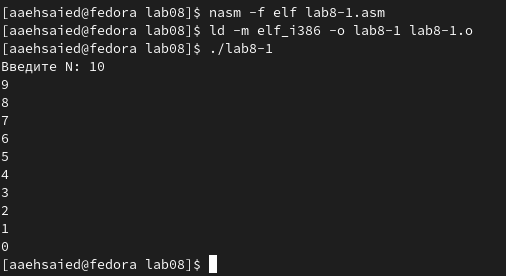 [aaehsaied@fedora lab08]$ nasm -f elf lab8-1.asm
[aaehsaied@fedora lab08]$ ld -m elf_i386 -o lab8-1 lab8-1.o
[aaehsaied@fedora lab08]$ ./lab8-1
Введите N: 10
9
8
7
6
5
4
3
2
1
0
[aaehsaied@fedora lab08]$